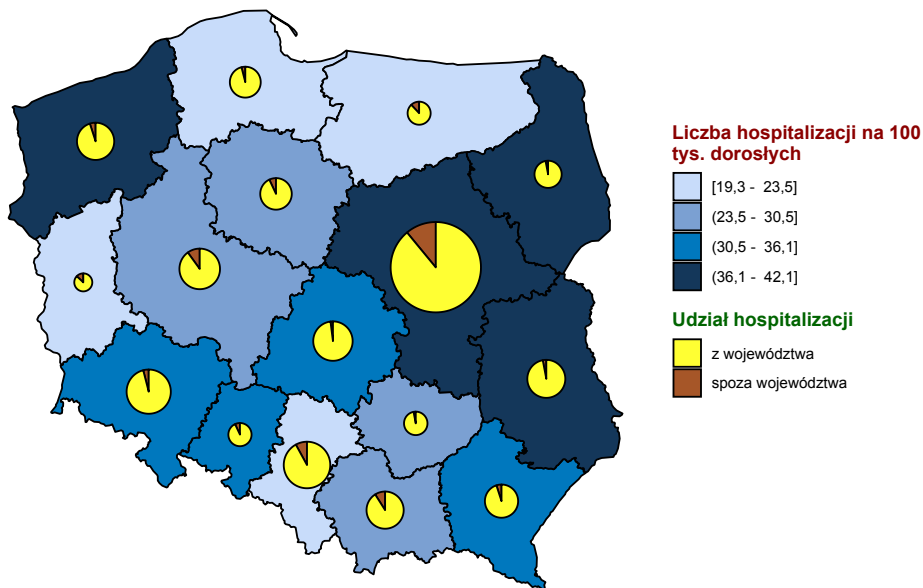 Liczba hospitalizacji na 100
tys. dorosłych
[19,3 - 23,5]
(23,5 - 30,5]
(30,5 - 36,1]
(36,1 - 42,1]
Udział hospitalizacji
z województwa
spoza województwa